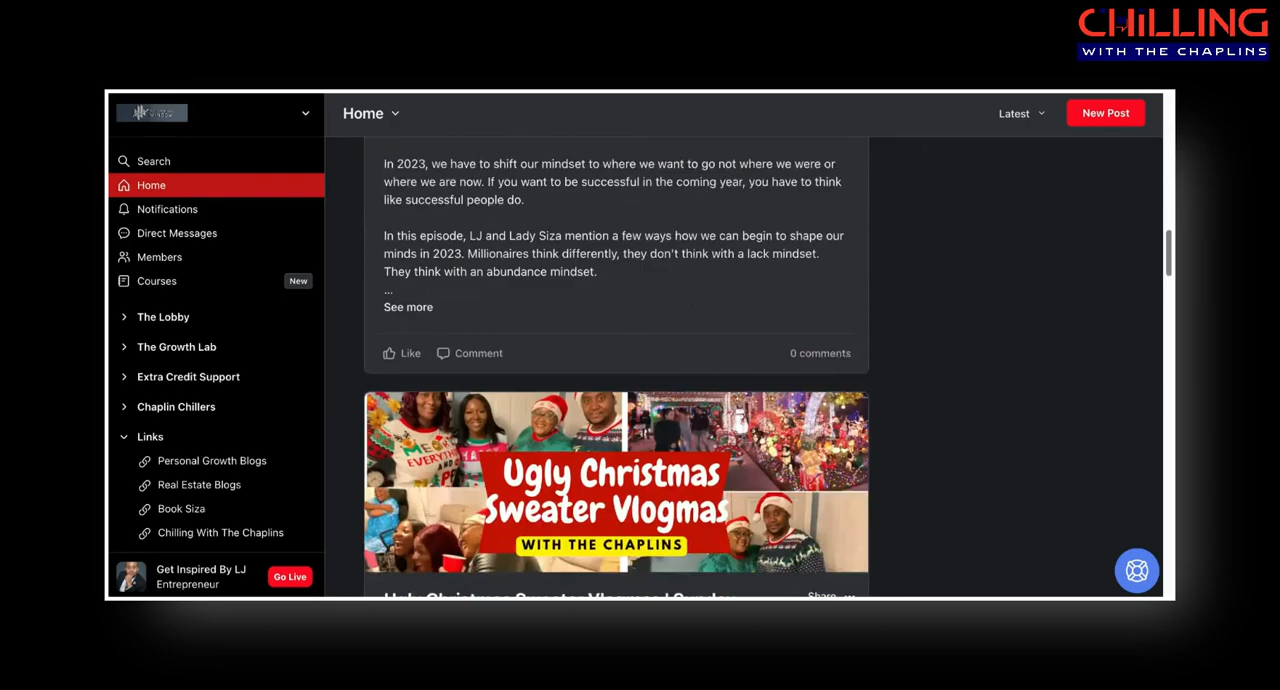 CHiLLING
WITH THE CHAPLINS
Home
Latest
New Post
Search
Home
Notifications
Direct Messages
Members
Courses
New
The Lobby
The Growth Lab
Extra Credit Support
Chaplin Chillers
Links
Personal Growth Blogs
Real Estate Blogs
Book Siza
Chilling With The Chaplins
Get Inspired By LJ
Entrepreneur
Go Live
In 2023, we have to shift our mindset to where we want to go not where we were or
where we are now. If you want to be successful in the coming year, you have to think
like successful people do.
In this episode, LJ and Lady Siza mention a few ways how we can begin to shape our
minds in 2023. Millionaires think differently, they don't think with a lack mindset.
They think with an abundance mindset.
...
See more
Like
Comment
0 comments
Ugly Christmas
Sweater Vlogmas
WITH THE CHAPLINS
Ugly Christmas Sweater Vlogmas | Sunday
Share